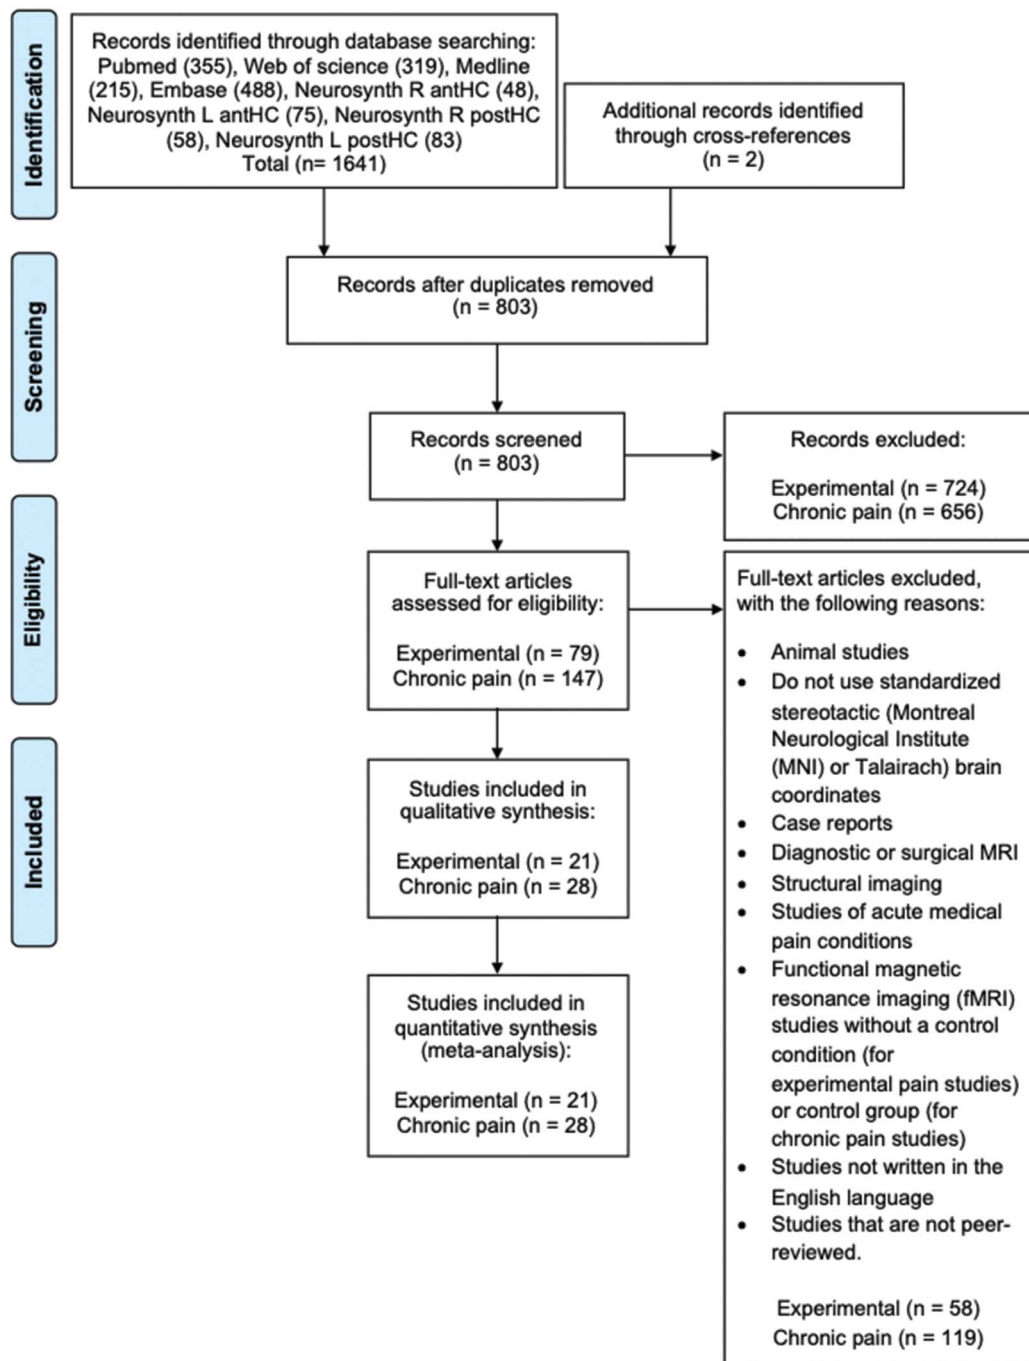 Identification
Records identified through database searching:
Pubmed (355), Web of science (319), Medline
(215), Embase (488), Neurosynth R antHC (48),
Neurosynth L antHC (75), Neurosynth R postHC
(58), Neurosynth L postHC (83)
Total (n= 1641)
Additional records identified
through cross-references
(n = 2)
Screening
Records after duplicates removed
(n = 803)
Records screened
(n = 803)
Records excluded:
Experimental (n = 724)
Chronic pain (n = 656)
Eligibility
Full-text articles
assessed for eligibility:
Experimental (n = 79)
Chronic pain (n = 147)
Full-text articles excluded,
with the following reasons:
• Animal studies
• Do not use standardized
stereotactic (Montreal
Neurological Institute
(MNI) or Talairach) brain
coordinates
• Case reports
• Diagnostic or surgical MRI
• Structural imaging
• Studies of acute medical
pain conditions
• Functional magnetic
resonance imaging (fMRI)
studies without a control
condition (for
experimental pain studies)
or control group (for
chronic pain studies)
• Studies not written in the
English language
• Studies that are not peer-
reviewed.
Experimental (n = 58)
Chronic pain (n = 119)
Included
Studies included in
qualitative synthesis:
Experimental (n = 21)
Chronic pain (n = 28)
Studies included in
quantitative synthesis
(meta-analysis):
Experimental (n = 21)
Chronic pain (n = 28)